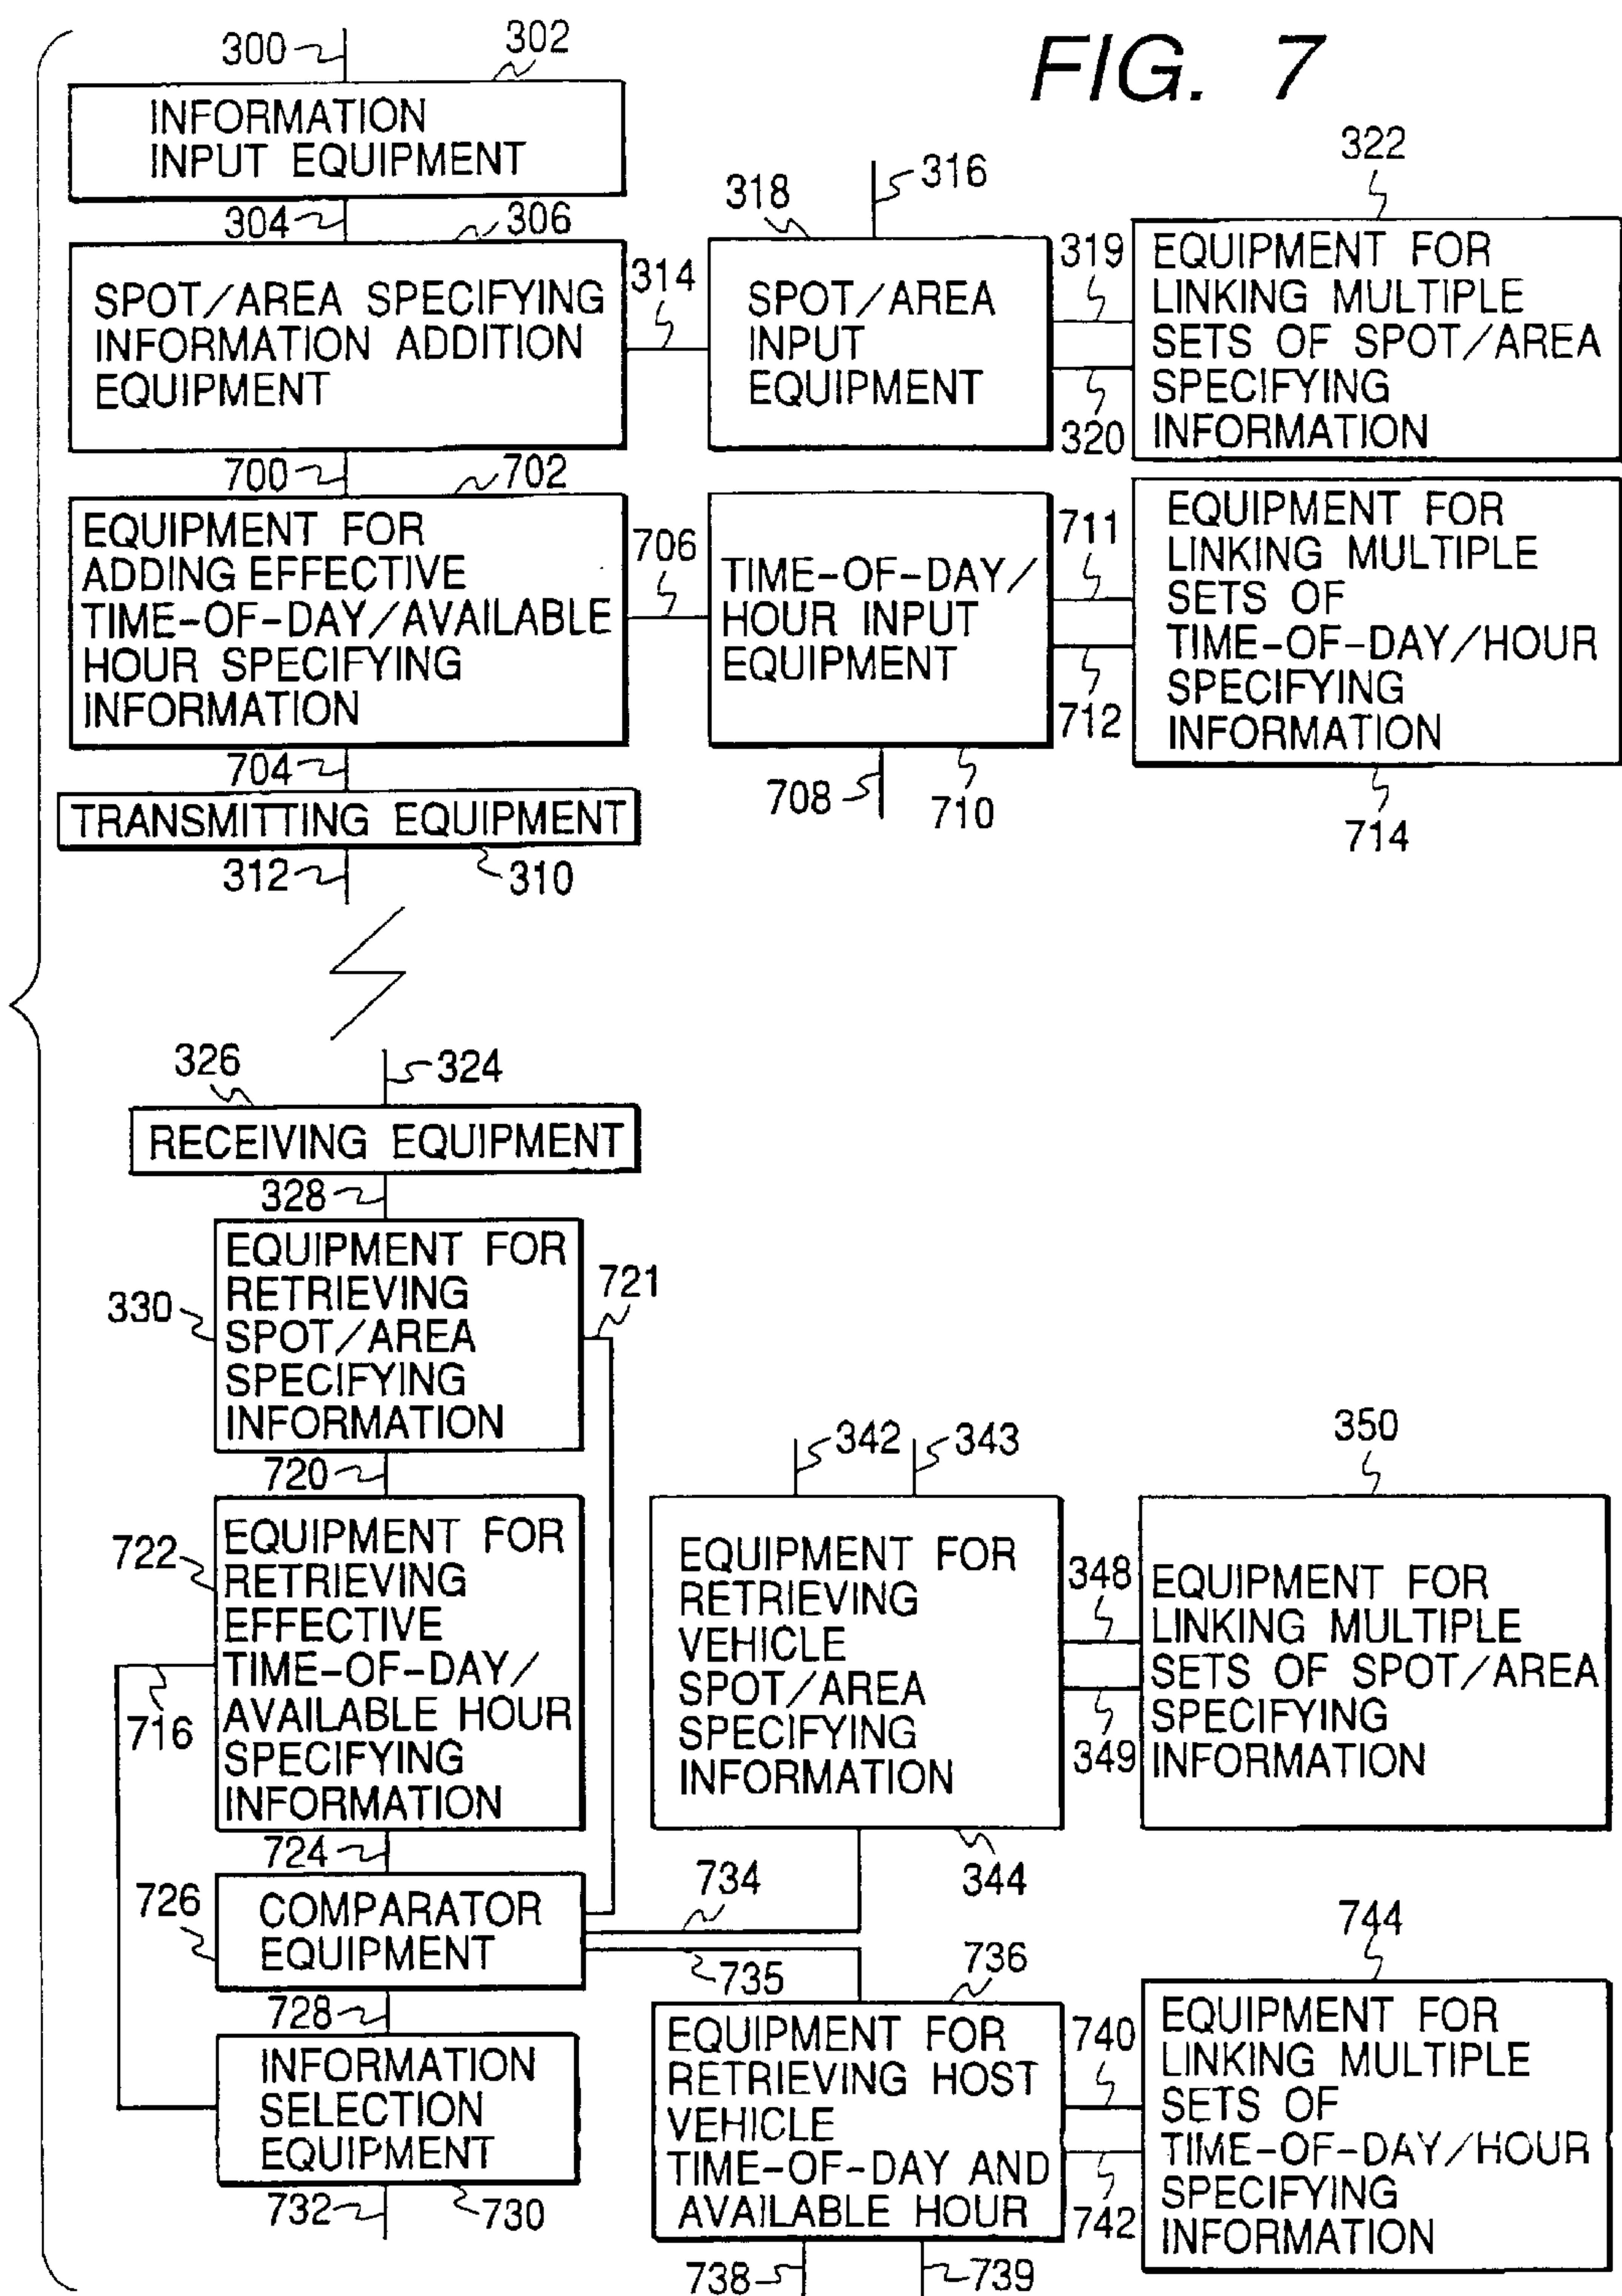 FIG. 7
300
302
INFORMATION
INPUT EQUIPMENT
304
306
SPOT/AREA SPECIFYING
INFORMATION ADDITION
EQUIPMENT
314
318
316
SPOT/AREA
INPUT
EQUIPMENT
319
320
322
EQUIPMENT FOR
LINKING MULTIPLE
SETS OF SPOT/AREA
SPECIFYING
INFORMATION
700
702
EQUIPMENT FOR
ADDING EFFECTIVE
TIME-OF-DAY/AVAILABLE
HOUR SPECIFYING
INFORMATION
706
TIME-OF-DAY/
HOUR INPUT
EQUIPMENT
708
710
711
712
EQUIPMENT FOR
LINKING MULTIPLE
SETS OF
TIME-OF-DAY/HOUR
SPECIFYING
INFORMATION
714
704
TRANSMITTING EQUIPMENT
312
310
326
324
RECEIVING EQUIPMENT
328
330
EQUIPMENT FOR
RETRIEVING
SPOT/AREA
SPECIFYING
INFORMATION
721
720
722
EQUIPMENT FOR
RETRIEVING
EFFECTIVE
TIME-OF-DAY/
AVAILABLE HOUR
SPECIFYING
INFORMATION
716
342
343
EQUIPMENT FOR
RETRIEVING
VEHICLE
SPOT/AREA
SPECIFYING
INFORMATION
344
348
349
350
EQUIPMENT FOR
LINKING MULTIPLE
SETS OF SPOT/AREA
SPECIFYING
INFORMATION
724
726
COMPARATOR
EQUIPMENT
734
735
728
INFORMATION
SELECTION
EQUIPMENT
732
730
736
EQUIPMENT FOR
RETRIEVING HOST
VEHICLE
TIME-OF-DAY AND
AVAILABLE HOUR
738
739
740
742
744
EQUIPMENT FOR
LINKING MULTIPLE
SETS OF
TIME-OF-DAY/HOUR
SPECIFYING
INFORMATION